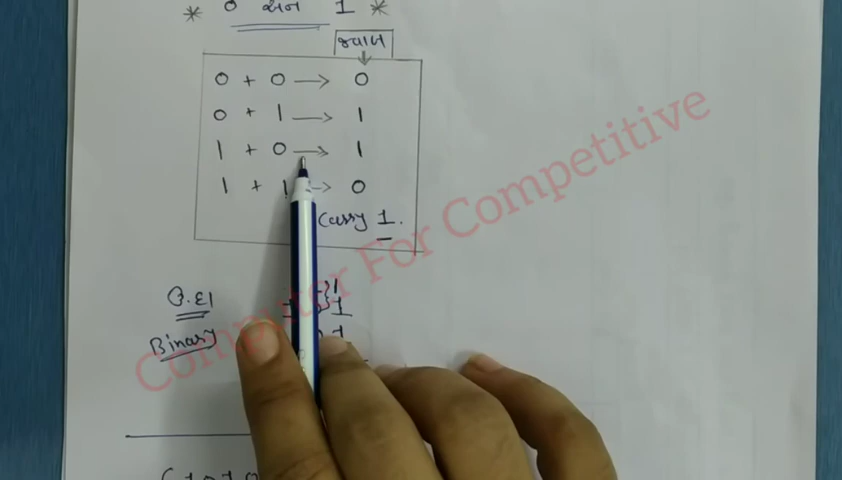 * 0 અને 1 *
જવાબ
0 + 0 → 0
0 + 1 → 1
1 + 0 → 1
1 + 1 → 0
Carry 1.
Binary
Computer For Competitive